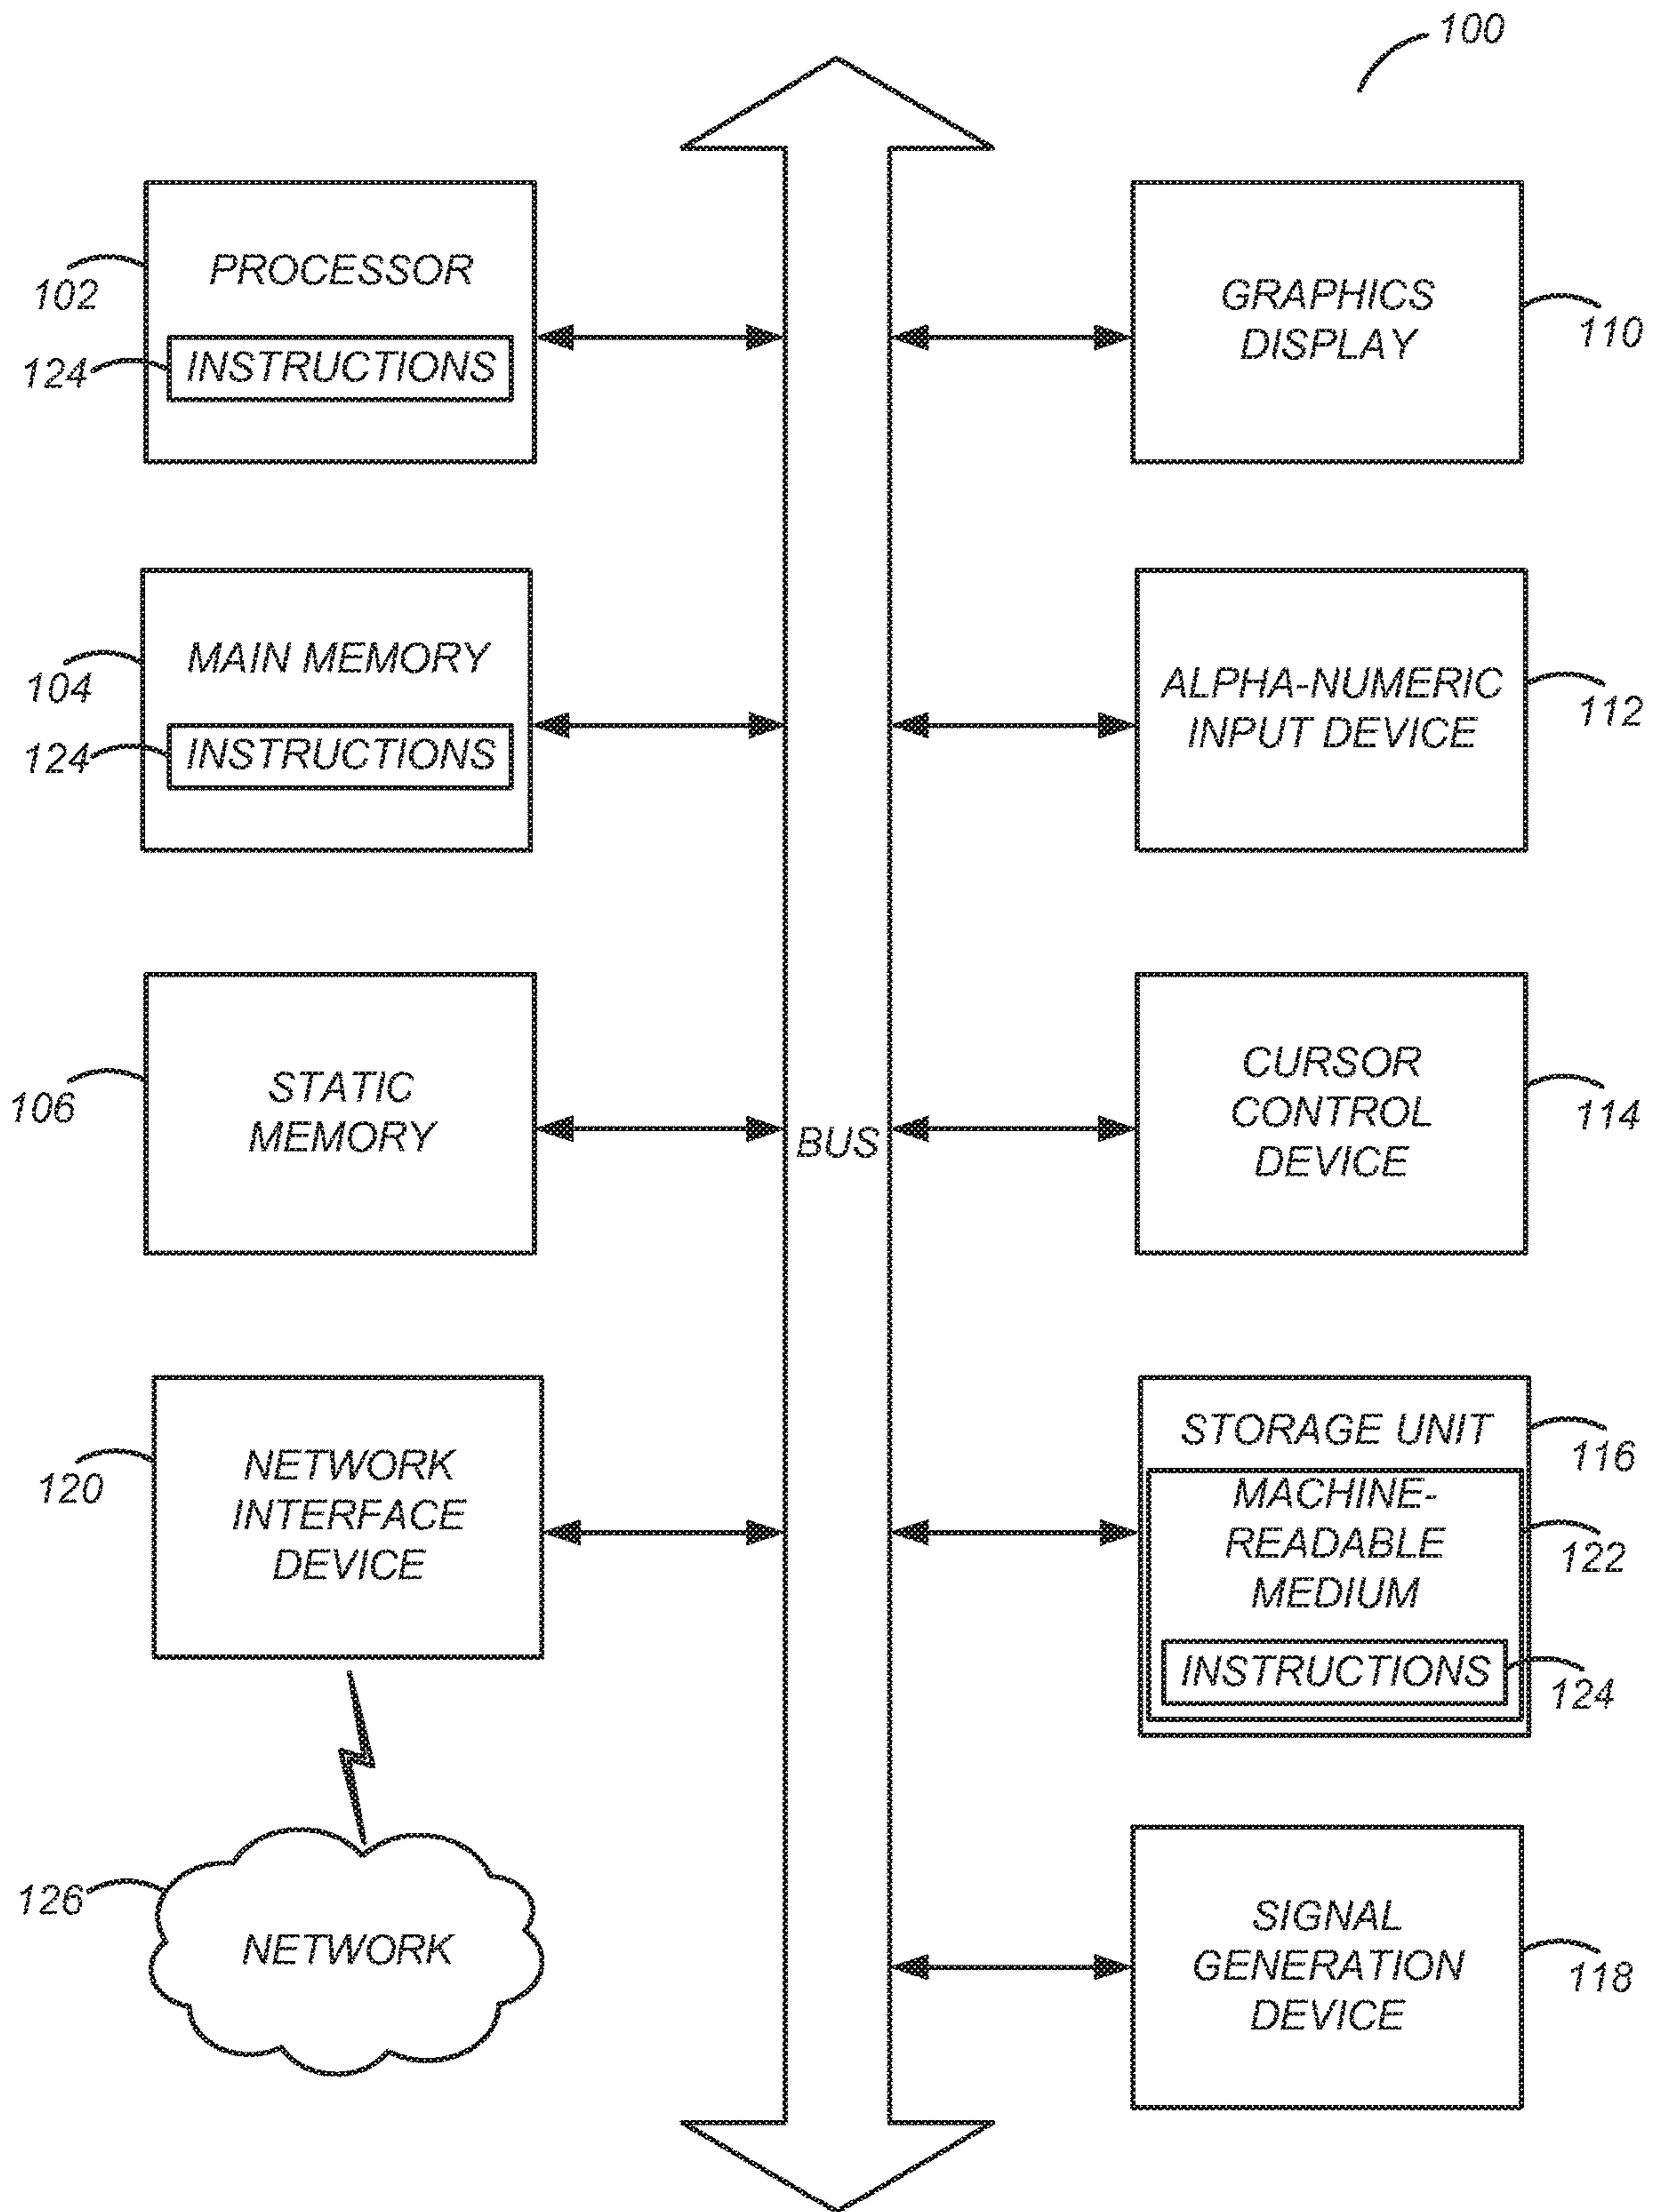 100
PROCESSOR
102
INSTRUCTIONS
124
GRAPHICS
DISPLAY
110
MAIN MEMORY
104
INSTRUCTIONS
124
ALPHA-NUMERIC
INPUT DEVICE
112
STATIC
MEMORY
106
BUS
CURSOR
CONTROL
DEVICE
114
NETWORK
INTERFACE
DEVICE
120
STORAGE UNIT
116
MACHINE-
READABLE
MEDIUM
122
INSTRUCTIONS
124
NETWORK
126
SIGNAL
GENERATION
DEVICE
118